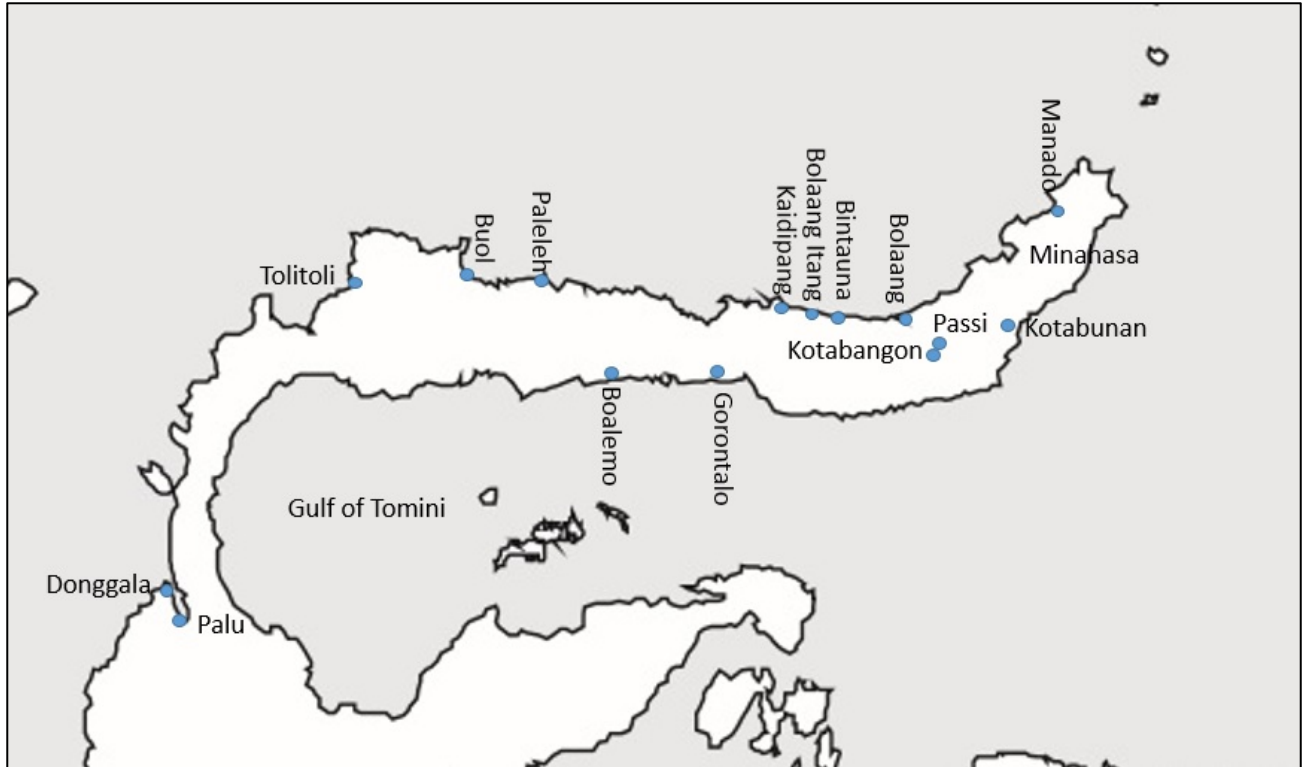 Manado
Bolaang Itang
Kaidipang
Bintauna
Bolaang
Paleleh
Buol
Minahasa
Tolitoli
Passi
Kotabunan
Kotabangon
Boalemo
Gorontalo
Gulf of Tomini
Donggala
Palu